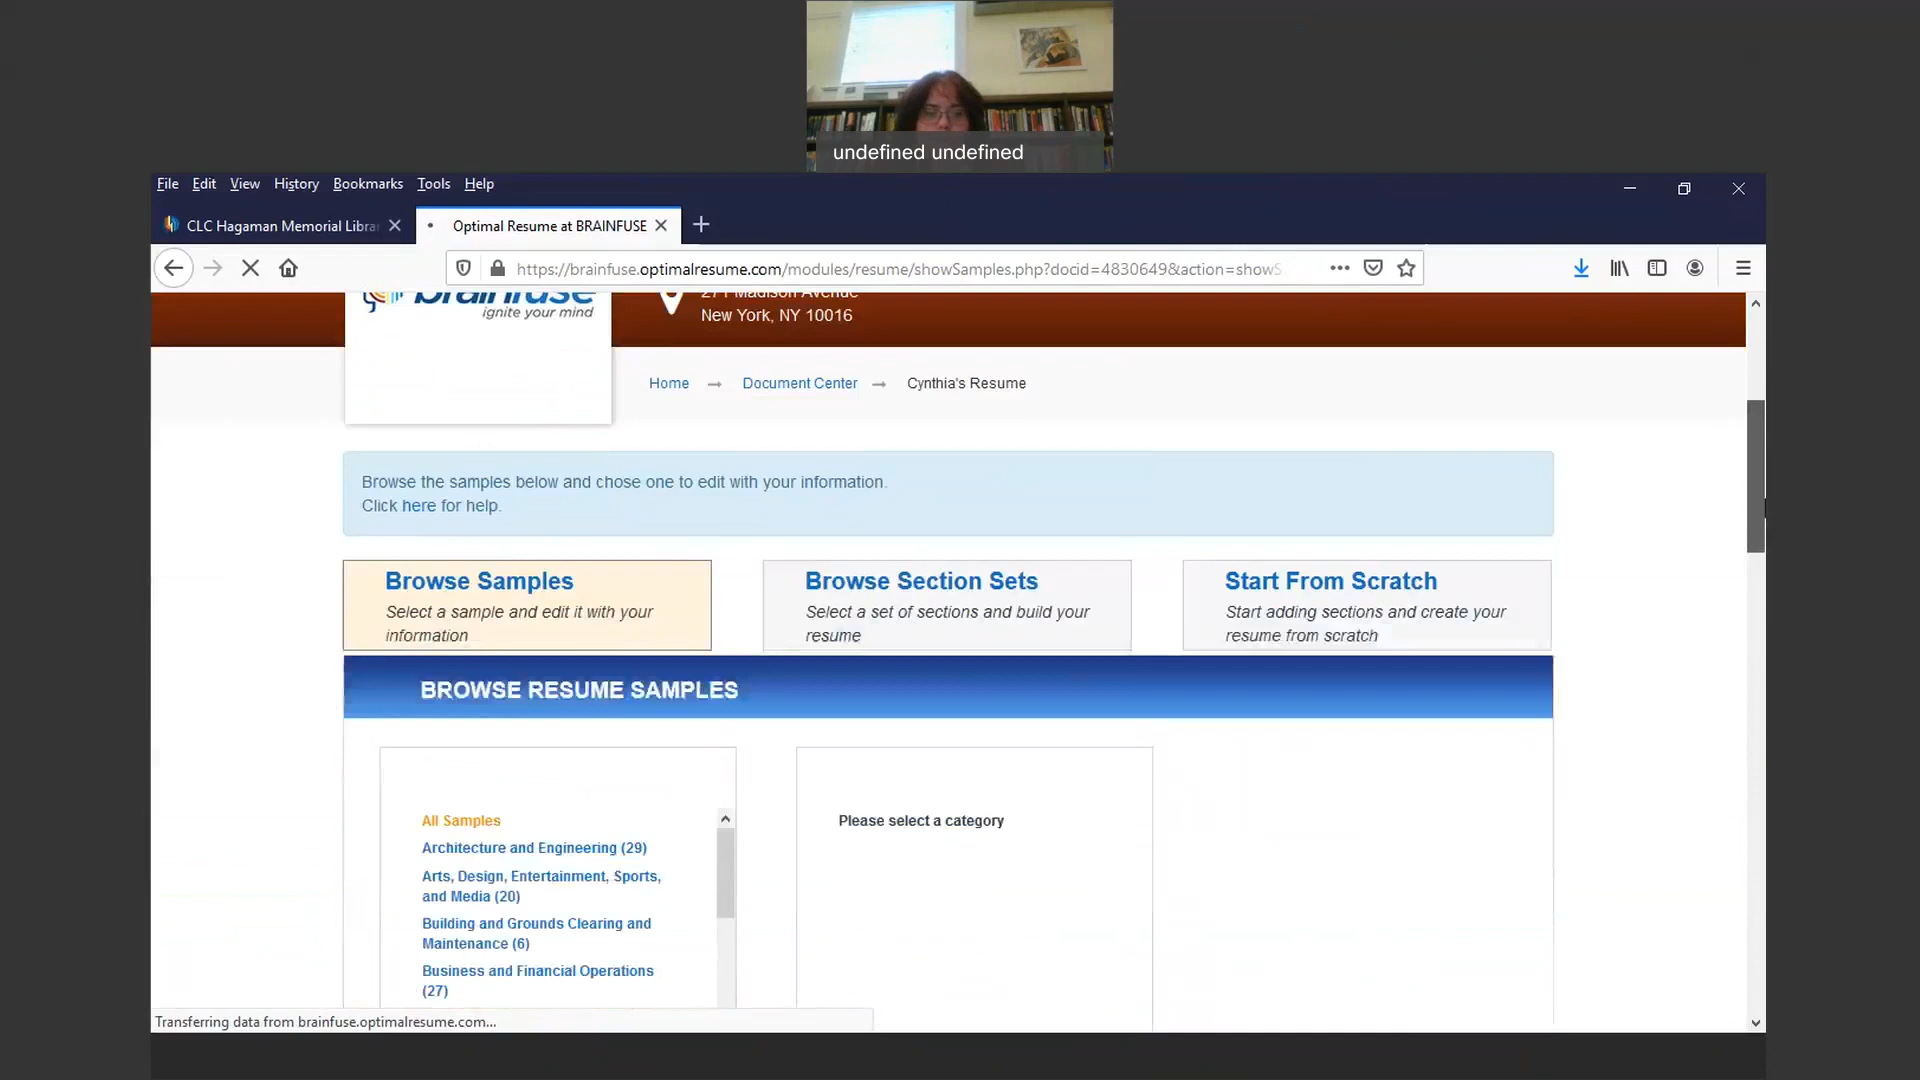 undefined undefined
File Edit View History Bookmarks Tools Help
CLC Hagaman Memorial Libra
Optimal Resume at BRAINFUSE
https://brainfuse.optimalresume.com/modules/resume/showSamples.php?docid=4830649&action=showS
brainfuse
ignite your mind
271 Madison Avenue
New York, NY 10016
Home → Document Center → Cynthia's Resume
Browse the samples below and chose one to edit with your information.
Click here for help.
Browse Samples
Select a sample and edit it with your
information
Browse Section Sets
Select a set of sections and build your
resume
Start From Scratch
Start adding sections and create your
resume from scratch
BROWSE RESUME SAMPLES
All Samples
Architecture and Engineering (29)
Arts, Design, Entertainment, Sports,
and Media (20)
Building and Grounds Clearing and
Maintenance (6)
Business and Financial Operations
(27)
Please select a category
Transferring data from brainfuse.optimalresume.com...